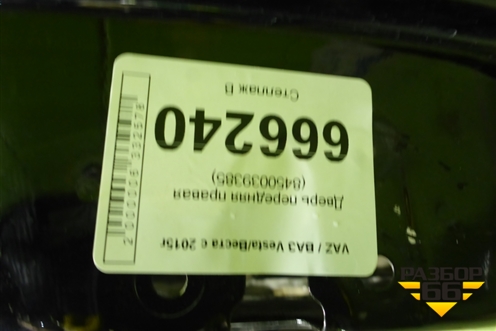 VAZ / ВАЗ Vesta/Веста с 2015г
Дверь передняя правая
(8450039385)
666240
Стеллаж В
РАЗБОР
66